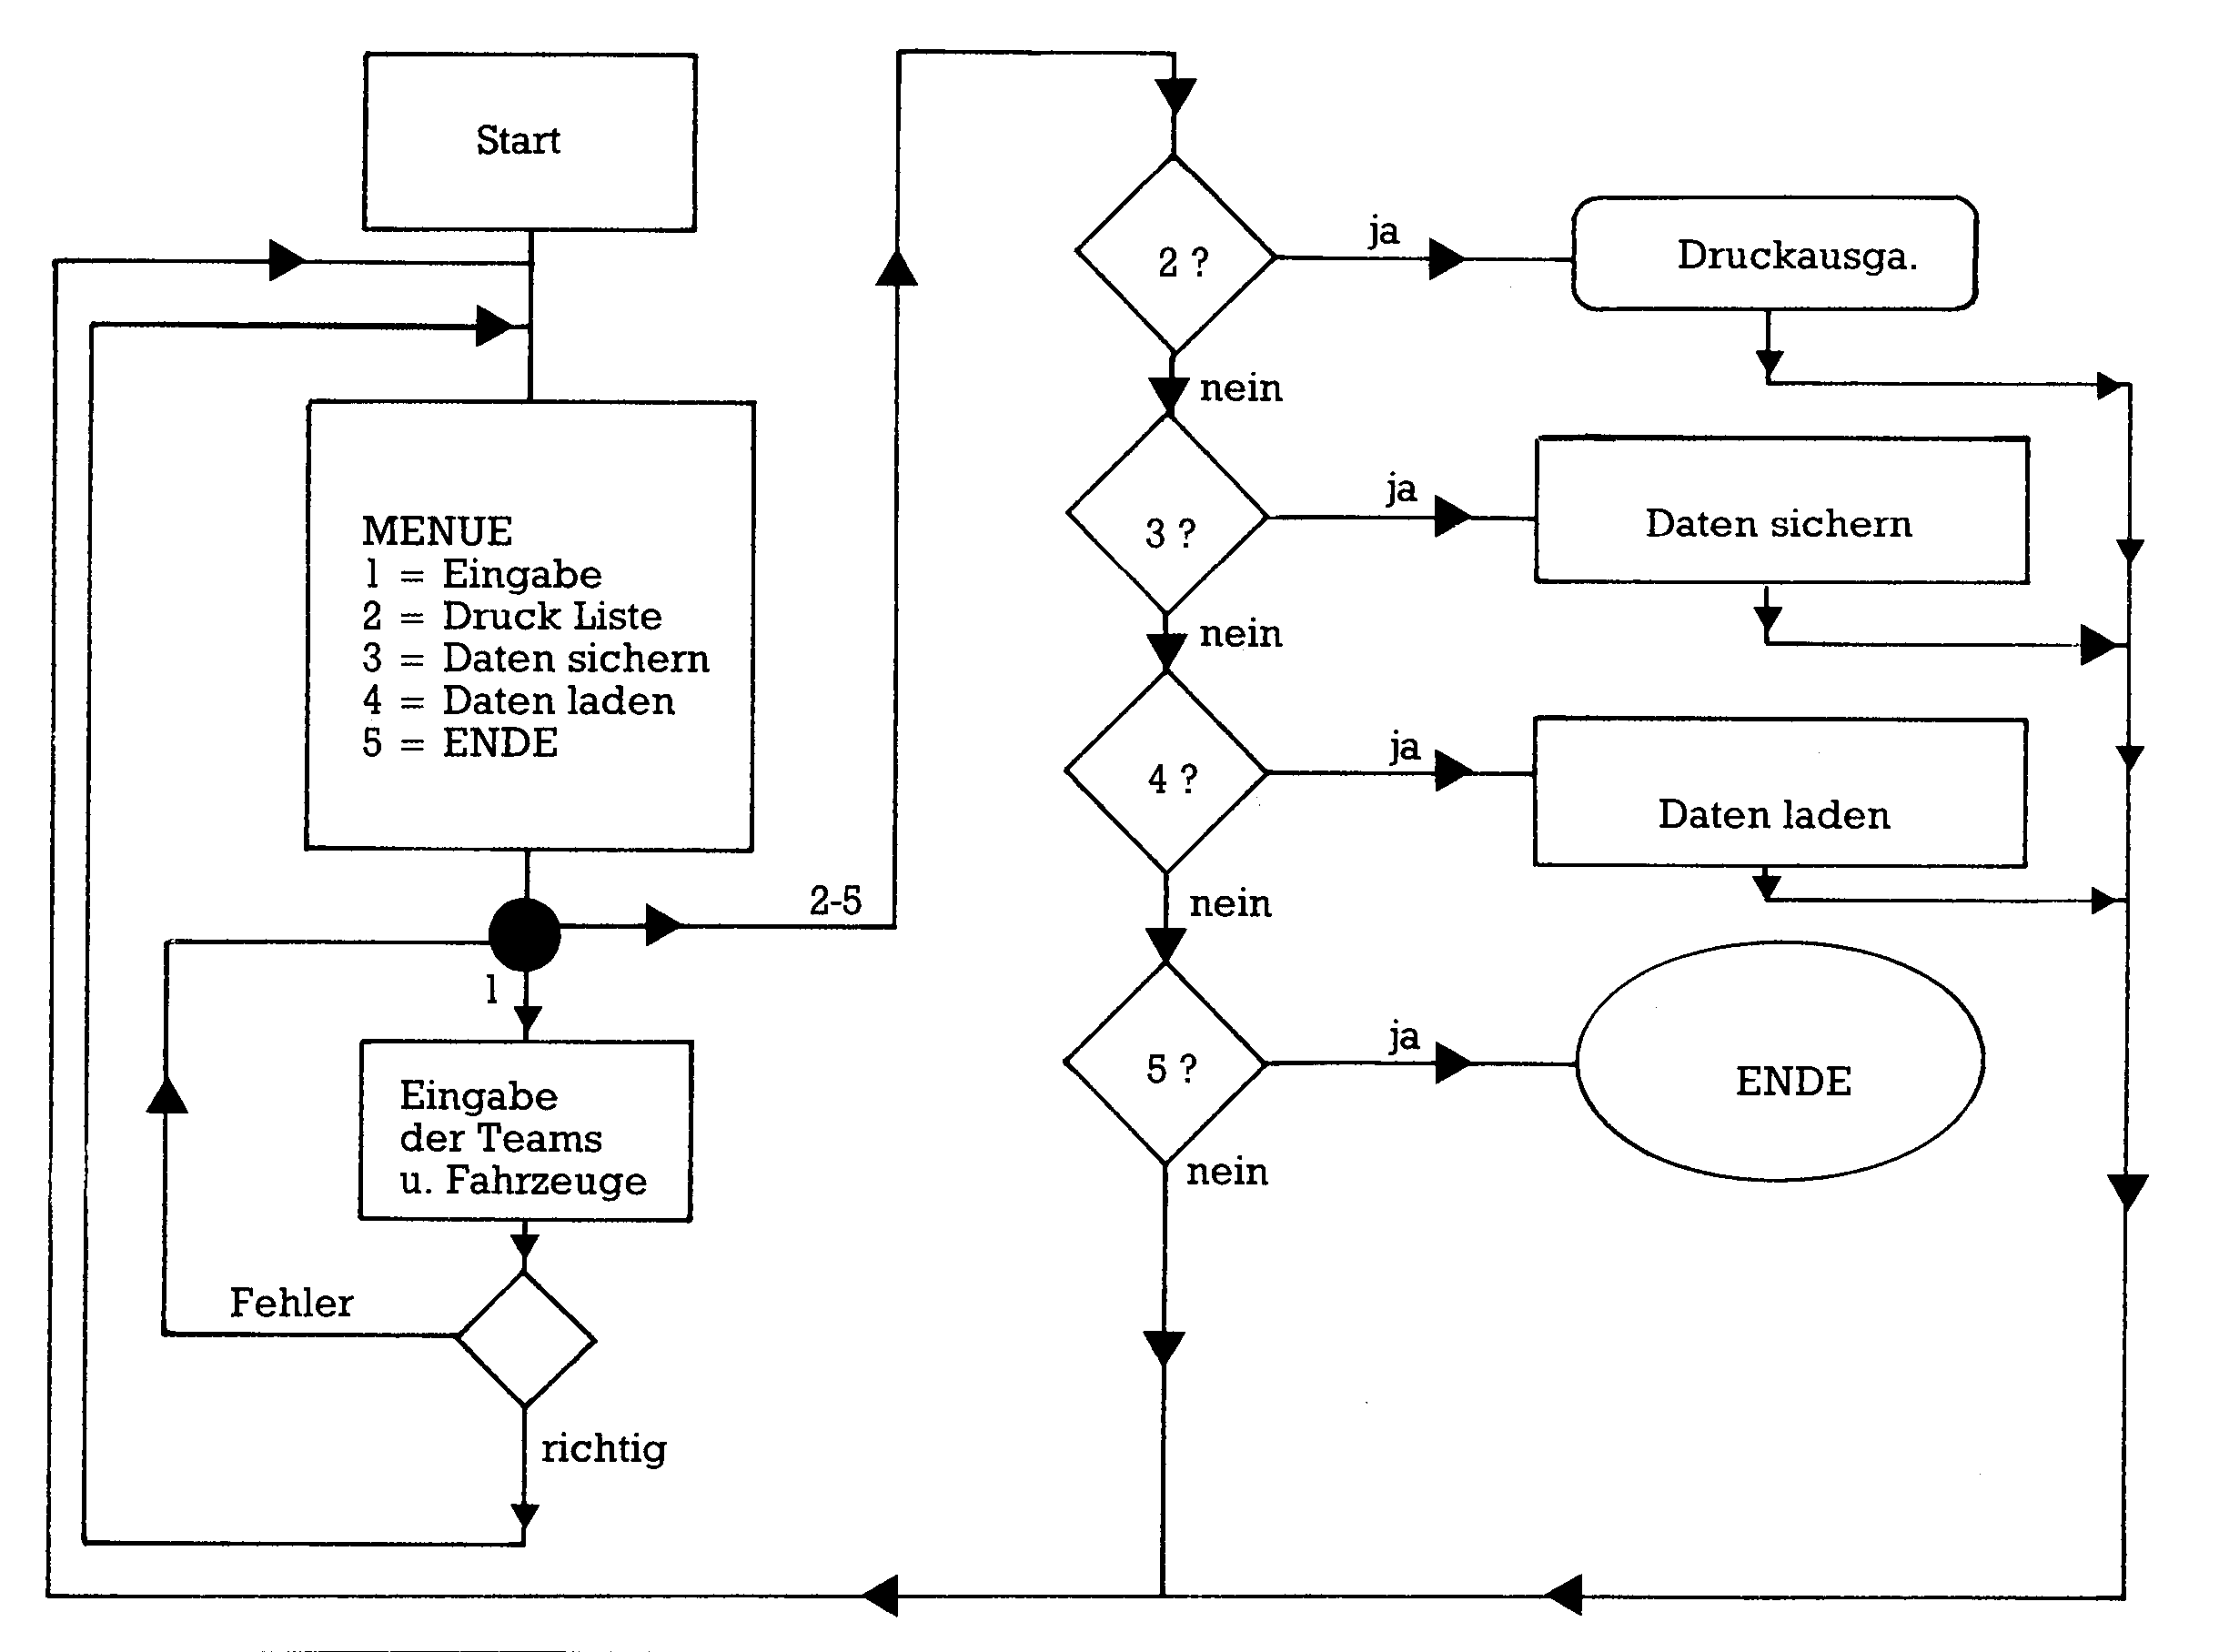 Start
MENUE
1 = Eingabe
2 = Druck Liste
3 = Daten sichern
4 = Daten laden
5 = ENDE
2-5
1
Eingabe
der Teams
u. Fahrzeuge
Fehler
richtig
2 ?
ja
Druckausga.
nein
3 ?
ja
Daten sichern
nein
4 ?
ja
Daten laden
nein
5 ?
ja
ENDE
nein